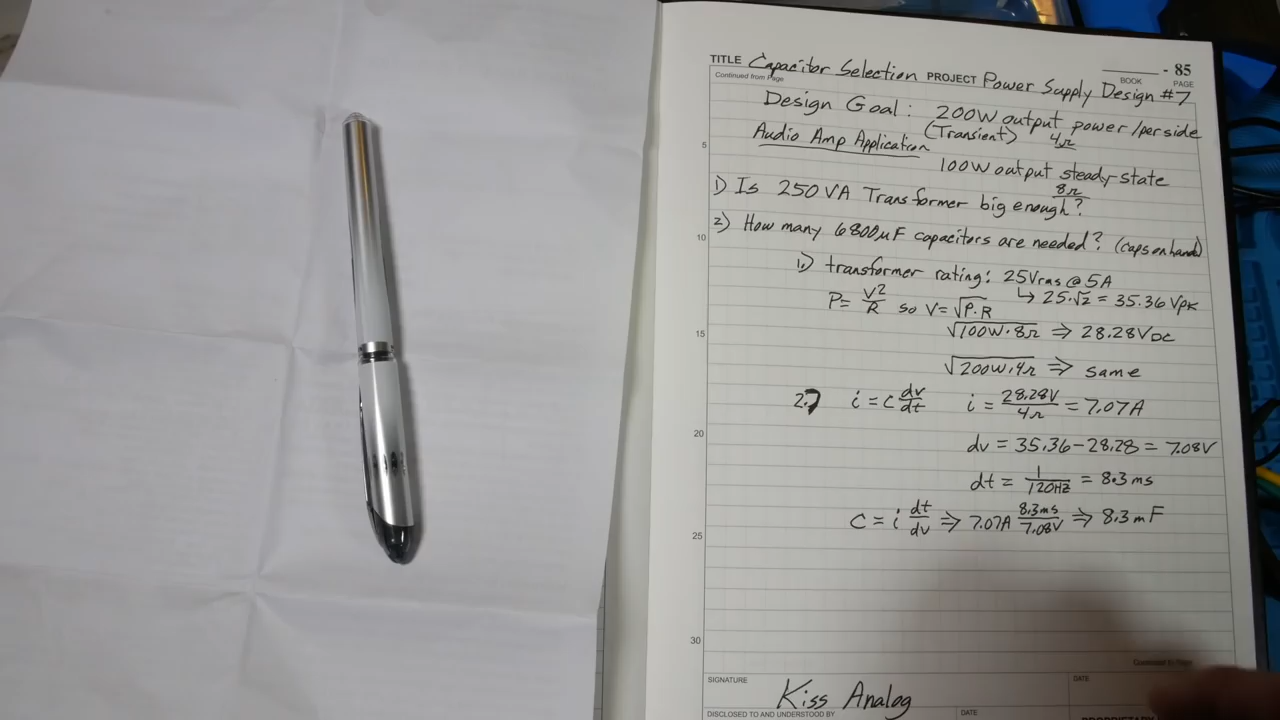 TITLE Capacitor Selection PROJECT Power Supply Design #7 BOOK - 85 PAGE
Continued from Page
Design Goal: 200W output power/per side
Audio Amp Application (Transient) 4Ω
5
100W output steady-state
8Ω
1) Is 250VA Transformer big enough?
2) How many 6800µF capacitors are needed? (caps on hand)
10
1.) transformer rating: 25Vrms @ 5A
P = V²/R so V = √P·R ↳ 25·√2 = 35.36 Vpk
15 √100W·8Ω ⇒ 28.28VDC
√200W·4Ω ⇒ same
2.) i = C dv/dt i = 28.28V/4Ω = 7.07A
20
dv = 35.36 - 28.28 = 7.08V
dt = 1/120Hz = 8.3ms
C = i dt/dv ⇒ 7.07A 8.3ms/7.08V ⇒ 8.3mF
25
30
SIGNATURE Kiss Analog DATE
DISCLOSED TO AND UNDERSTOOD BY DATE